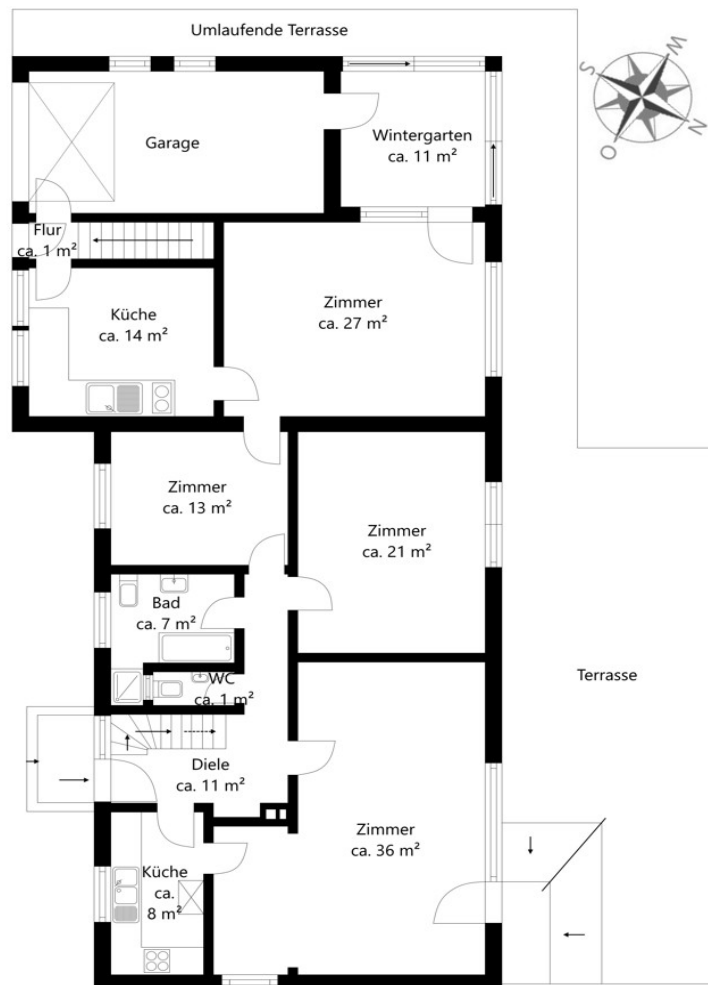 Umlaufende Terrasse
W
S
N
O
Garage
Wintergarten
ca. 11 m²
Flur
ca. 1 m²
Küche
ca. 14 m²
Zimmer
ca. 27 m²
Zimmer
ca. 13 m²
Zimmer
ca. 21 m²
Bad
ca. 7 m²
WC
ca. 1 m²
Terrasse
Diele
ca. 11 m²
Zimmer
ca. 36 m²
Küche
ca.
8 m²